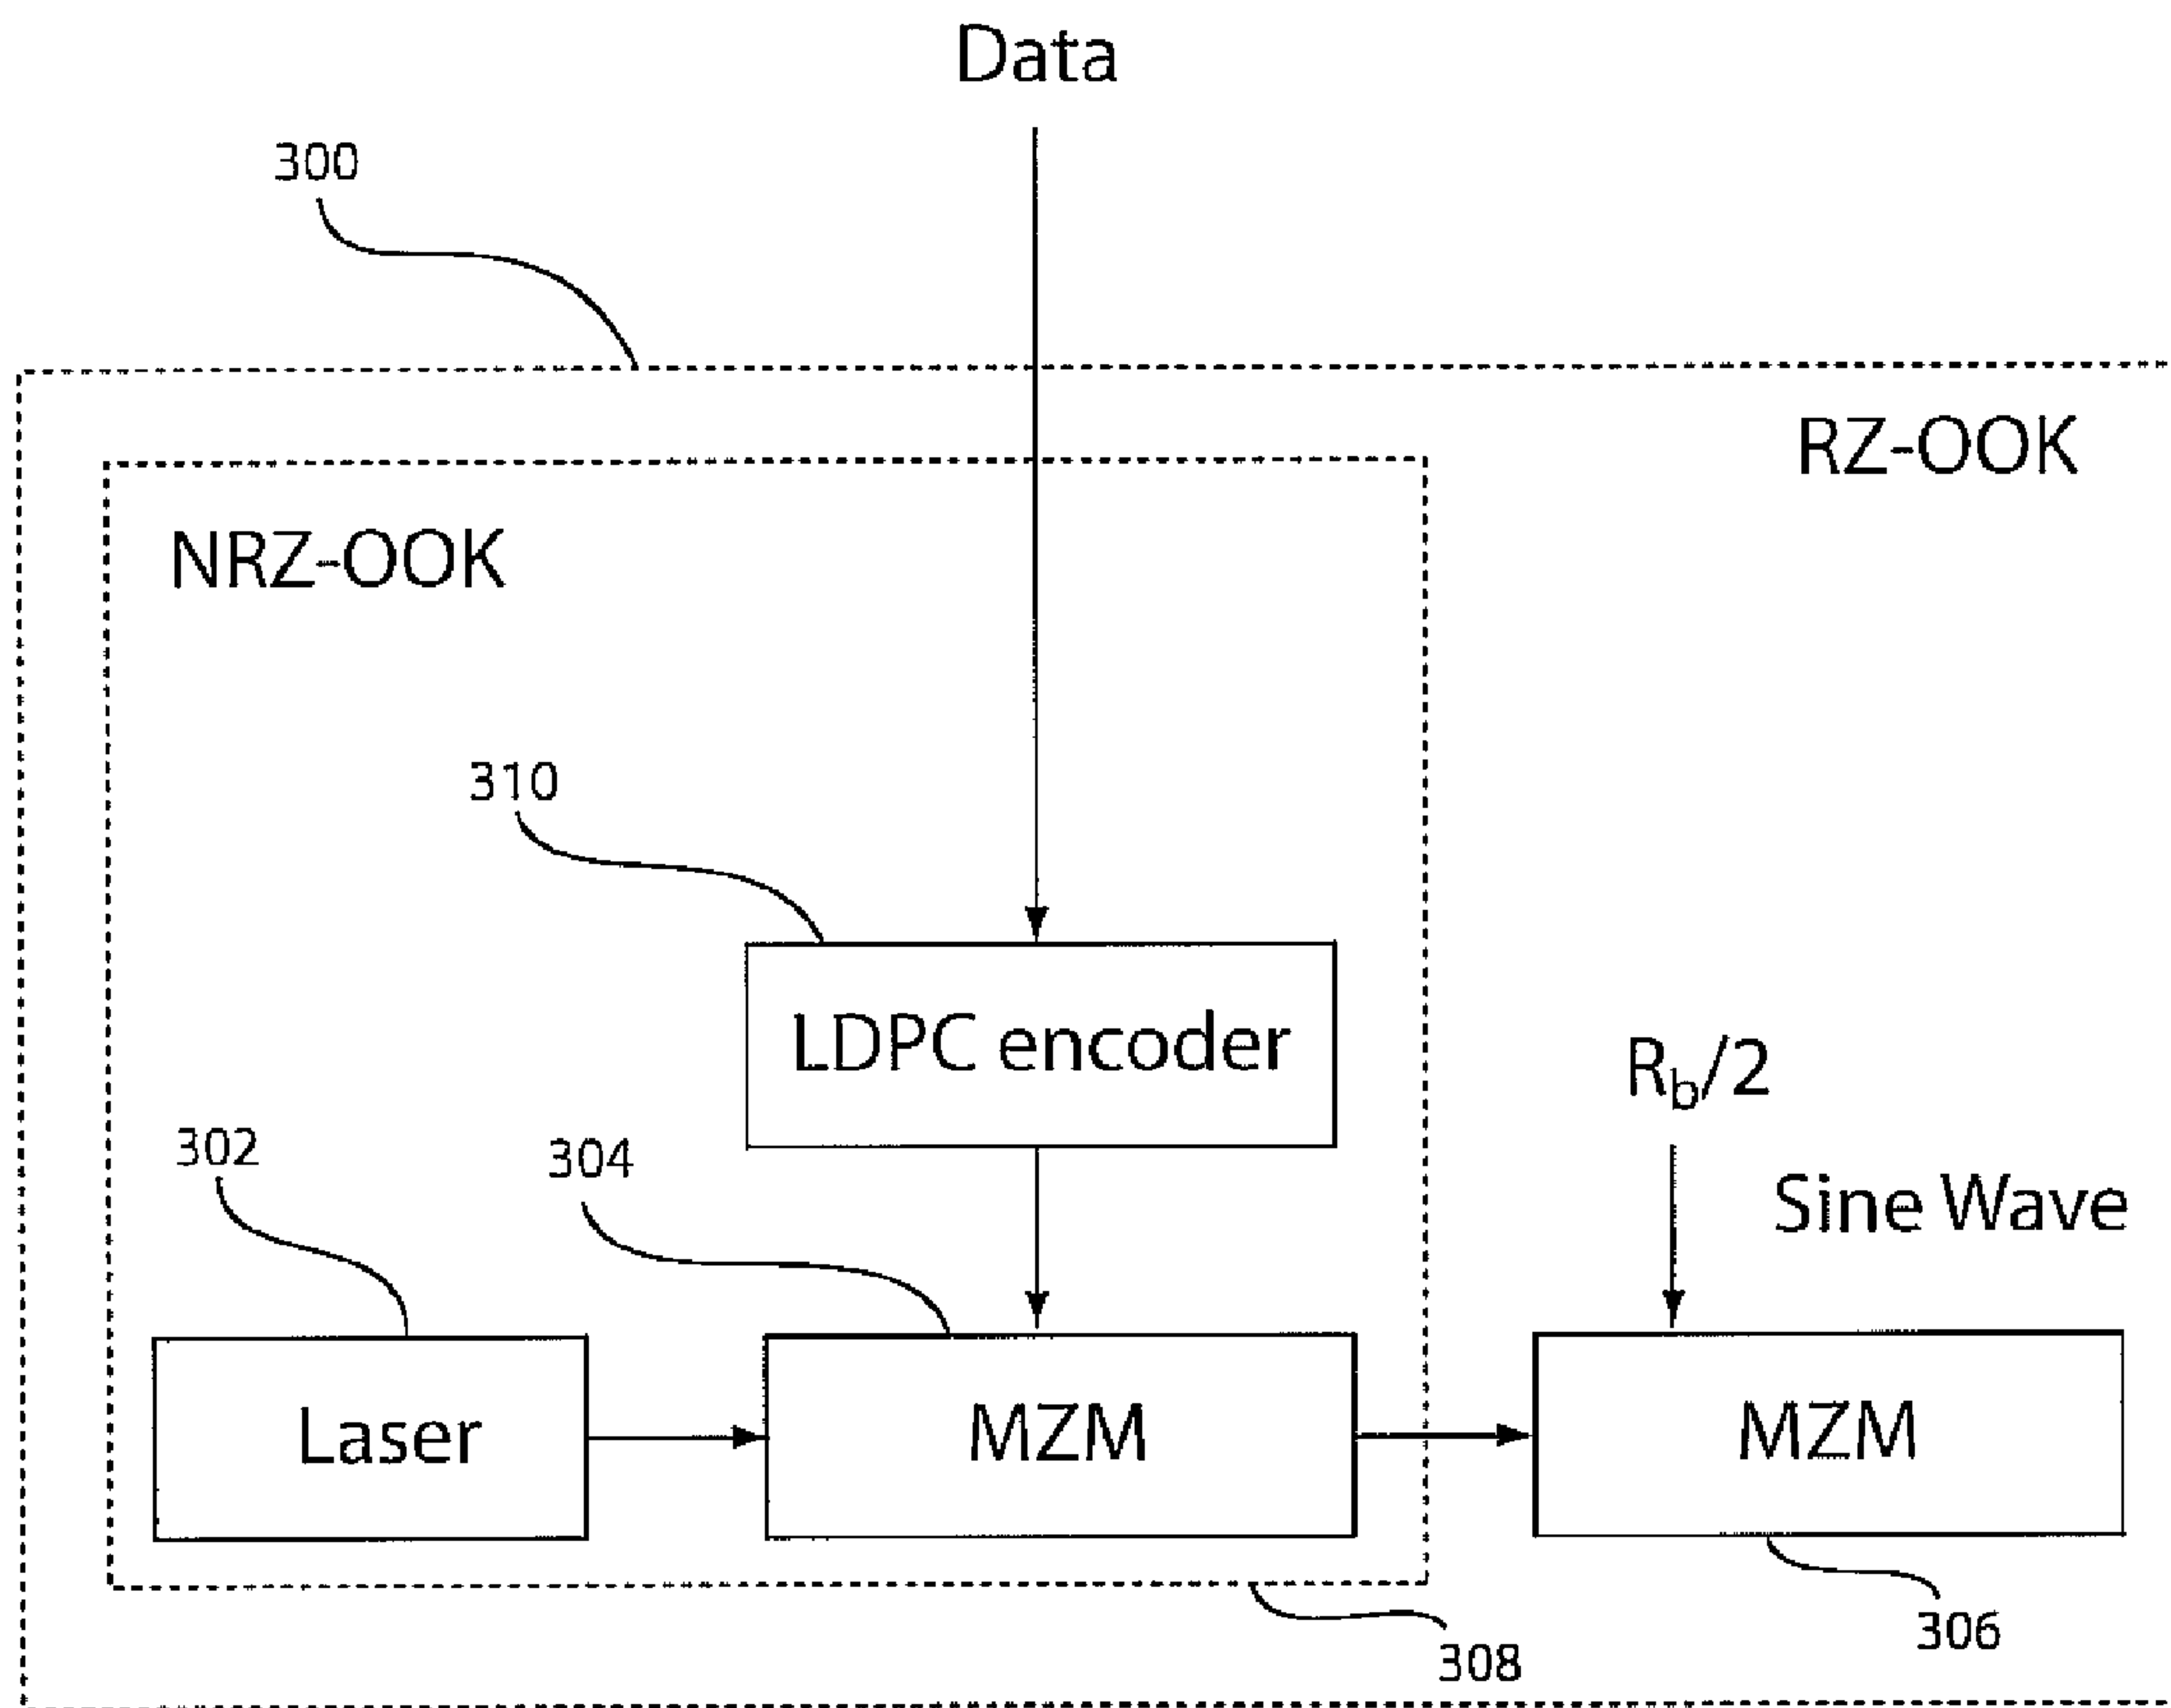 Data
300
RZ-OOK
NRZ-OOK
310
LDPC encoder
R_b/2
302
304
Sine Wave
Laser
MZM
MZM
306
308